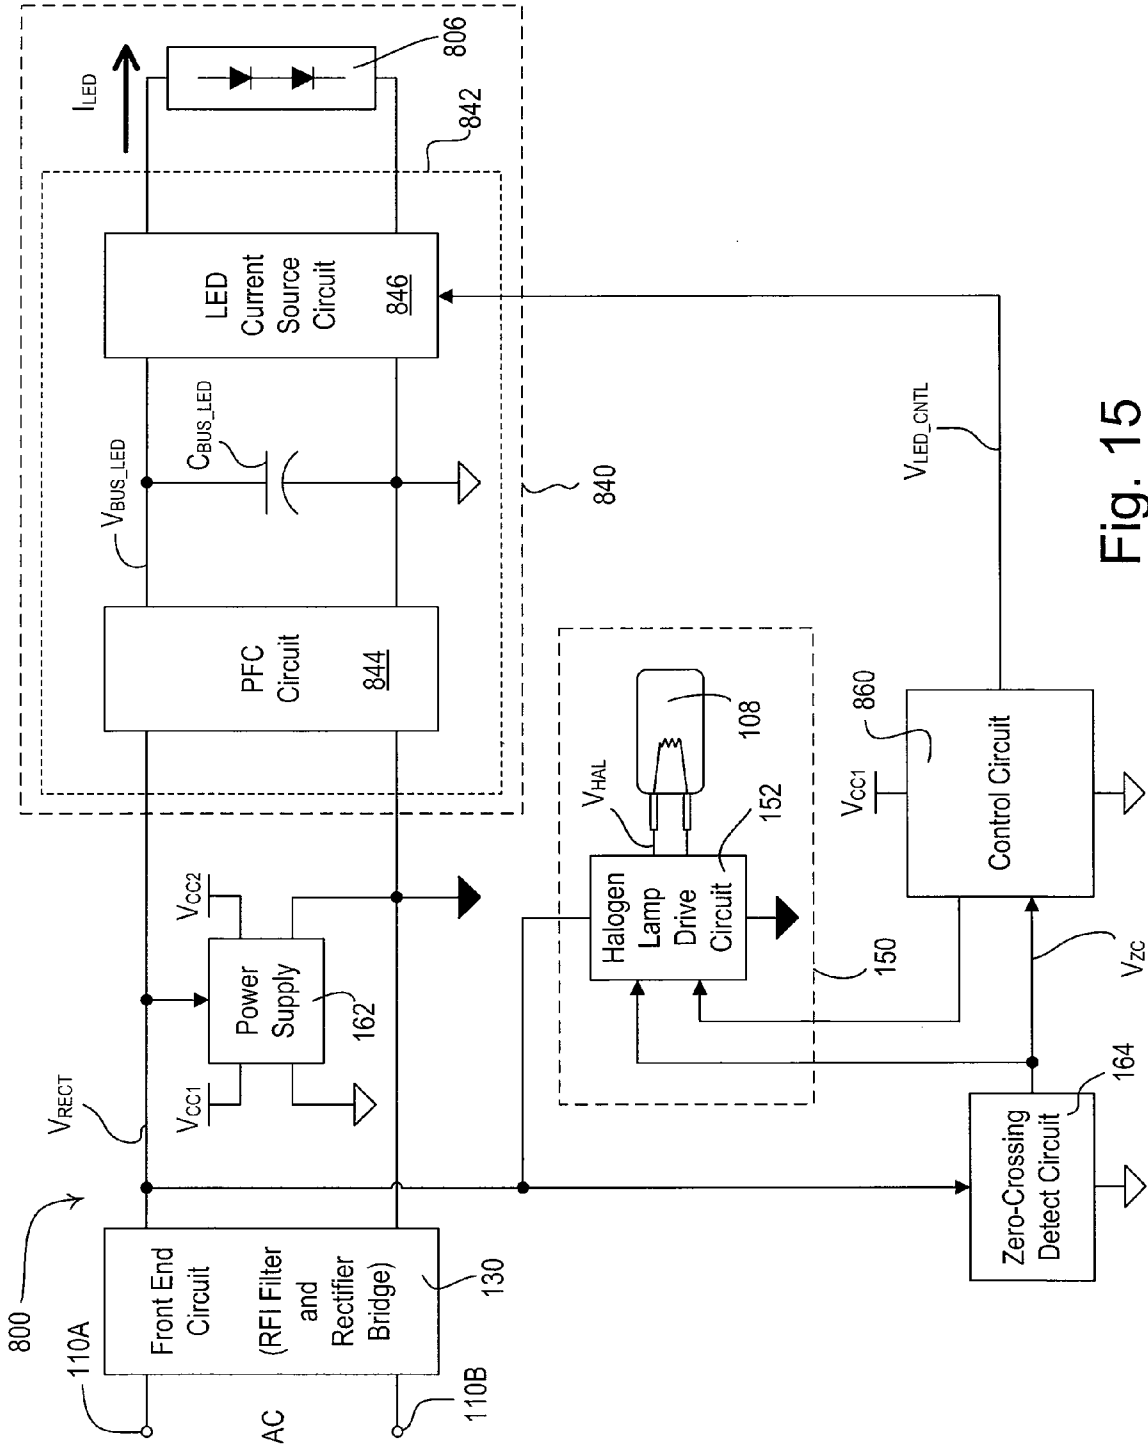 800
110A
110B
AC
Front End
Circuit
(RFI Filter
and
Rectifier
Bridge)
130
VRECT
VCC1
VCC2
Power
Supply
162
PFC
Circuit
844
VBUS_LED
CBUS_LED
LED
Current
Source
Circuit
846
ILED
806
842
840
Halogen
Lamp
Drive
Circuit
152
VHAL
108
150
Zero-Crossing
Detect Circuit
164
VZC
VCC1
860
Control Circuit
VLED_CNTL
Fig. 15